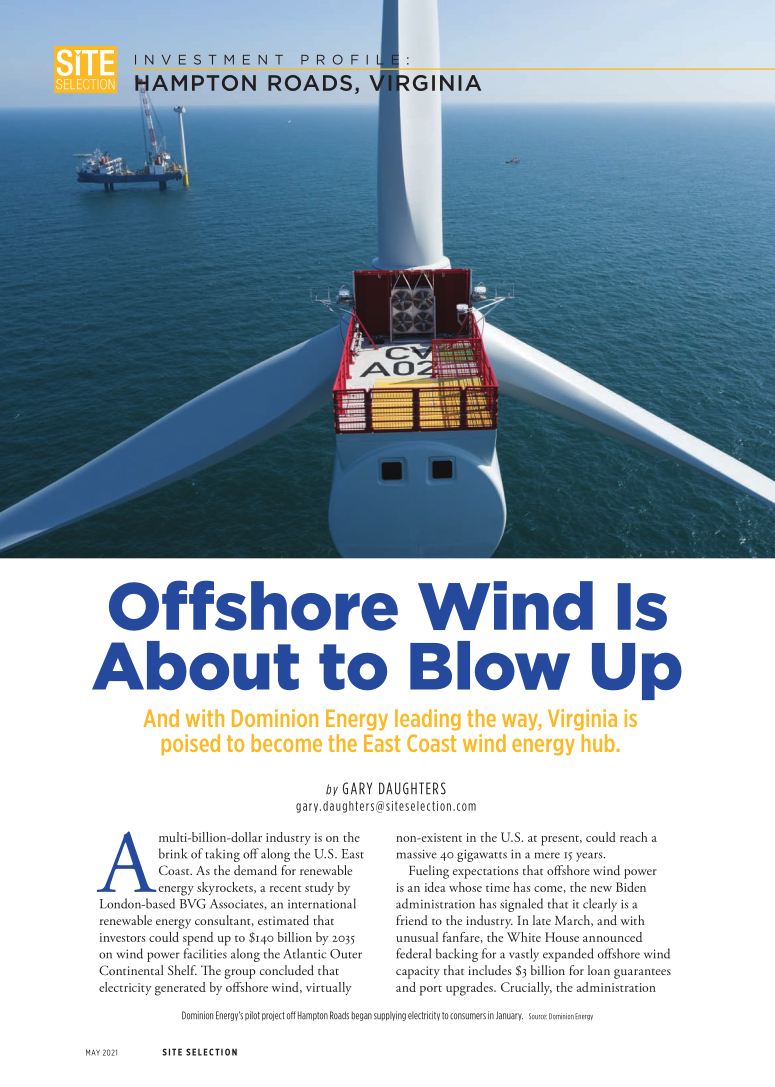 SiTE
SELECTION
INVESTMENT PROFILE:
HAMPTON ROADS, VIRGINIA
CV
A02
Offshore Wind Is
About to Blow Up
And with Dominion Energy leading the way, Virginia is
poised to become the East Coast wind energy hub.
by GARY DAUGHTERS
gary.daughters@siteselection.com
A multi-billion-dollar industry is on the
brink of taking off along the U.S. East
Coast. As the demand for renewable
energy skyrockets, a recent study by
London-based BVG Associates, an international
renewable energy consultant, estimated that
investors could spend up to $140 billion by 2035
on wind power facilities along the Atlantic Outer
Continental Shelf. The group concluded that
electricity generated by offshore wind, virtually
non-existent in the U.S. at present, could reach a
massive 40 gigawatts in a mere 15 years.
Fueling expectations that offshore wind power
is an idea whose time has come, the new Biden
administration has signaled that it clearly is a
friend to the industry. In late March, and with
unusual fanfare, the White House announced
federal backing for a vastly expanded offshore wind
capacity that includes $3 billion for loan guarantees
and port upgrades. Crucially, the administration
Dominion Energy's pilot project off Hampton Roads began supplying electricity to consumers in January. Source: Dominion Energy
MAY 2021 SITE SELECTION